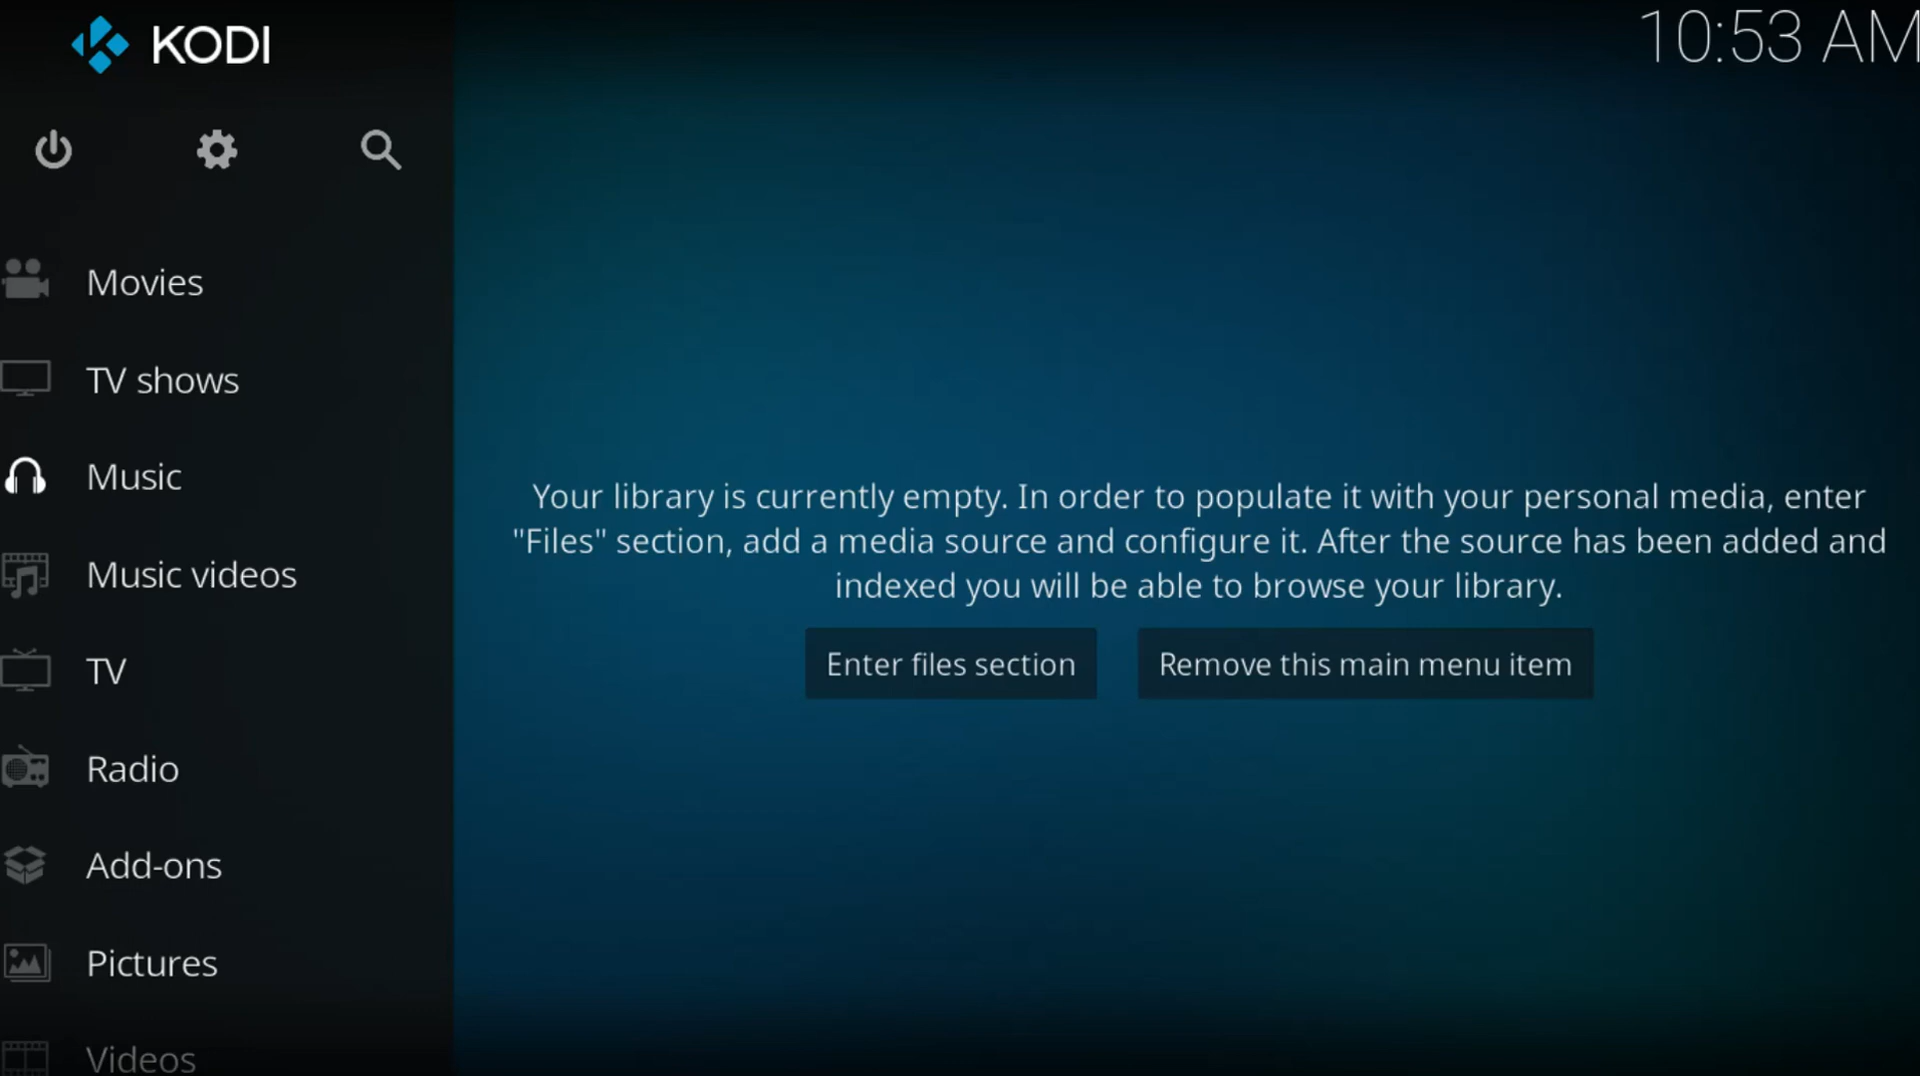 KODI
10:53 AM
Movies
TV shows
Music
Music videos
TV
Radio
Add-ons
Pictures
Videos
Your library is currently empty. In order to populate it with your personal media, enter
"Files" section, add a media source and configure it. After the source has been added and
indexed you will be able to browse your library.
Enter files section
Remove this main menu item